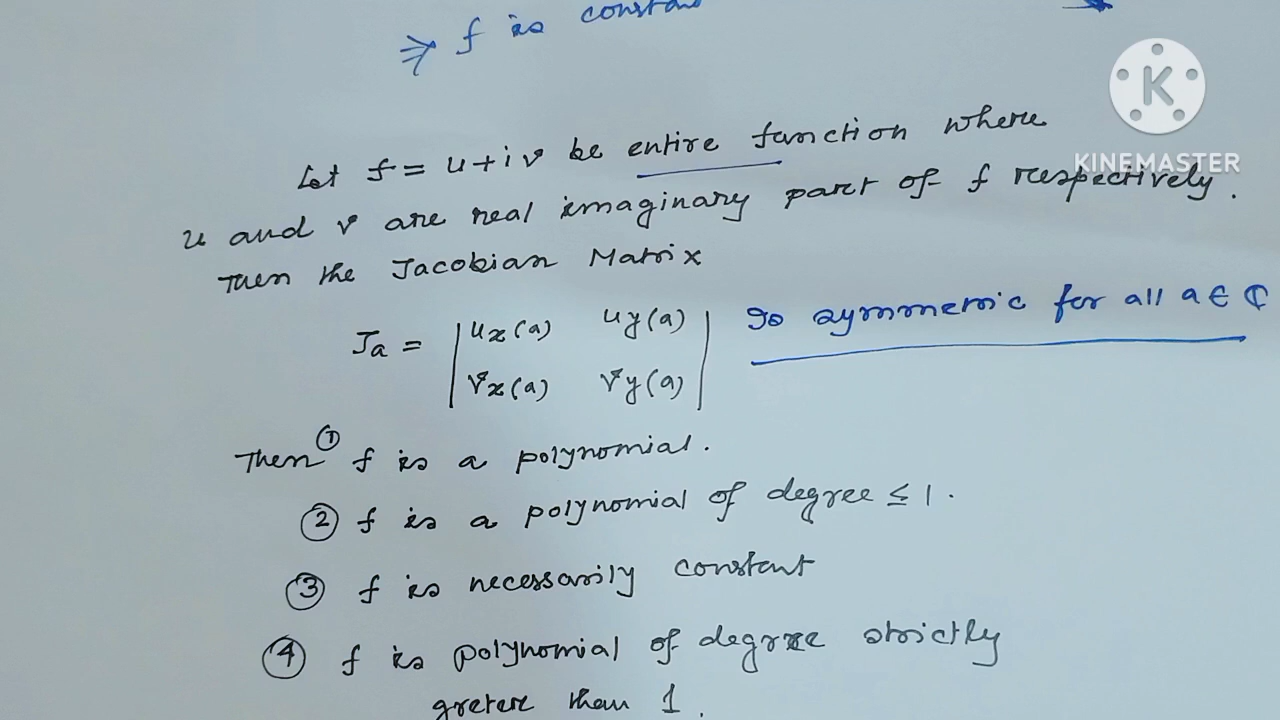 ⇒ f is constan
K
KINEMASTER
Let f = u + iv be entire function where
u and v are real imaginary part of f respectively.
Then the Jacobian Matrix
Ja = | ux(a) uy(a) | is symmetric for all a ∈ ℂ
| vx(a) vy(a) |
Then ① f is a polynomial.
② f is a polynomial of degree ≤ 1.
③ f is necessarily constant
④ f is polynomial of degree strictly
greter than 1.